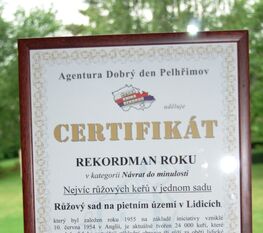 Agentura Dobrý den Pelhřimov
uděluje
CERTIFIKÁT
REKORDMAN ROKU
v kategorii Návrat do minulosti
Nejvíc růžových keřů v jednom sadu
Růžový sad na pietním území v Lidicích
který byl založen roku 1955 na základě iniciativy vzniklé
10. června 1954 v Anglii, je aktuálně tvořen 24 000 keři, které